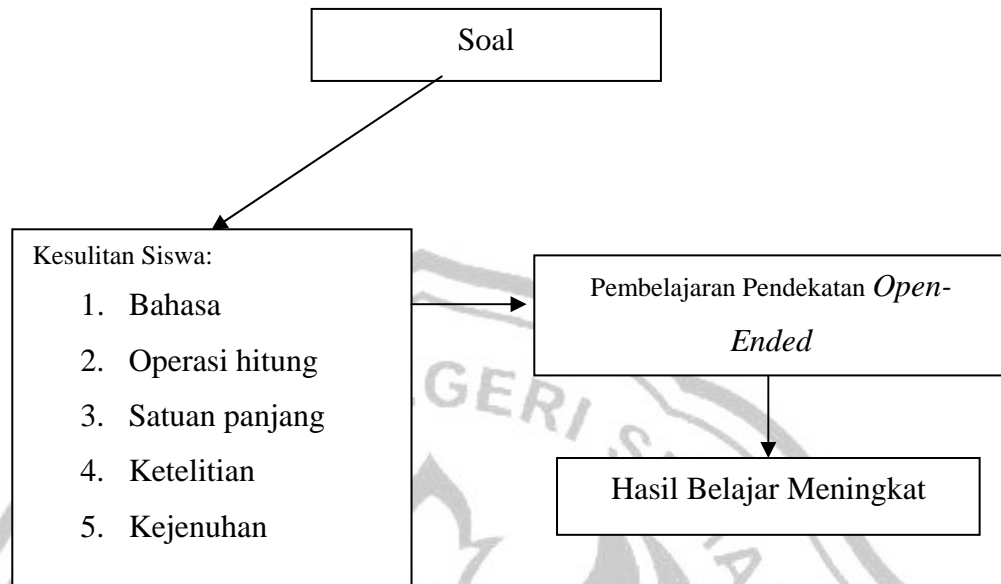 Soal
Kesulitan Siswa:
1. Bahasa
2. Operasi hitung
3. Satuan panjang
4. Ketelitian
5. Kejenuhan
Pembelajaran Pendekatan Open-
Ended
Hasil Belajar Meningkat